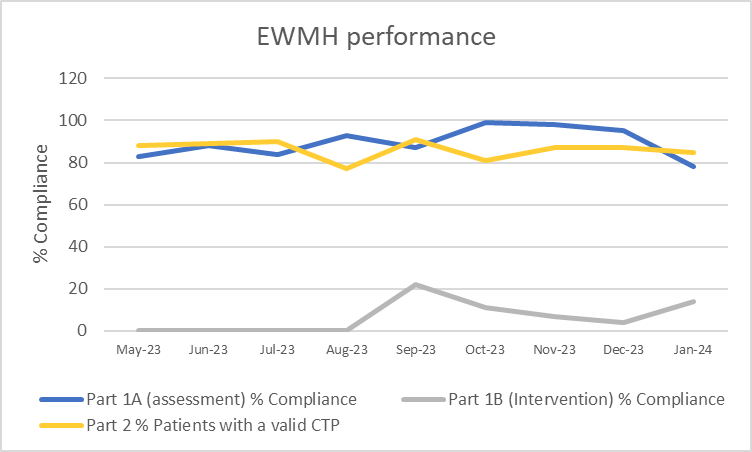 EWMH performance
120
100
80
60
40
20
0
% Compliance
May-23 Jun-23 Jul-23 Aug-23 Sep-23 Oct-23 Nov-23 Dec-23 Jan-24
Part 1A (assessment) % Compliance Part 1B (Intervention) % Compliance
Part 2 % Patients with a valid CTP